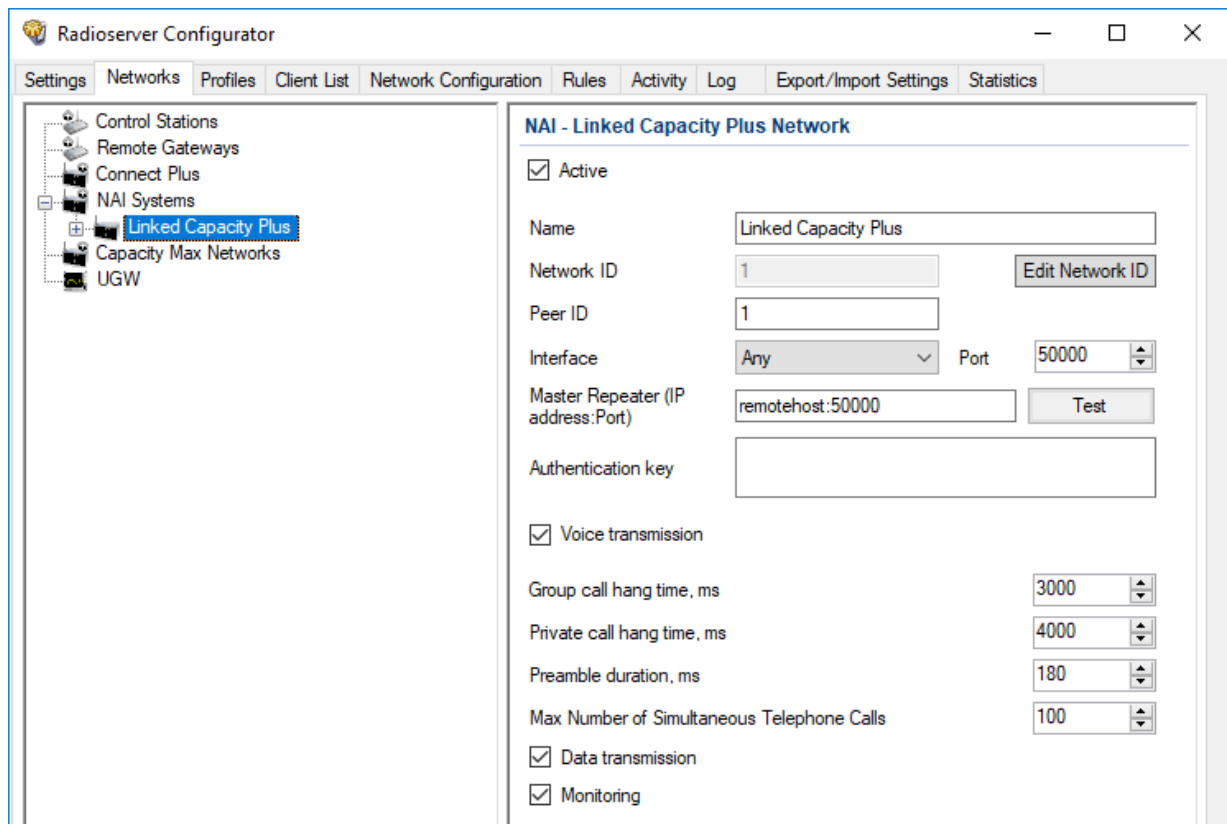 Radioserver Configurator
Settings Networks Profiles Client List Network Configuration Rules Activity Log Export/Import Settings Statistics
Control Stations
Remote Gateways
Connect Plus
NAI Systems
Linked Capacity Plus
Capacity Max Networks
UGW
NAI - Linked Capacity Plus Network
Active
Name Linked Capacity Plus
Network ID 1 Edit Network ID
Peer ID 1
Interface Any Port 50000
Master Repeater (IP
address:Port) remotehost:50000 Test
Authentication key
Voice transmission
Group call hang time, ms 3000
Private call hang time, ms 4000
Preamble duration, ms 180
Max Number of Simultaneous Telephone Calls 100
Data transmission
Monitoring